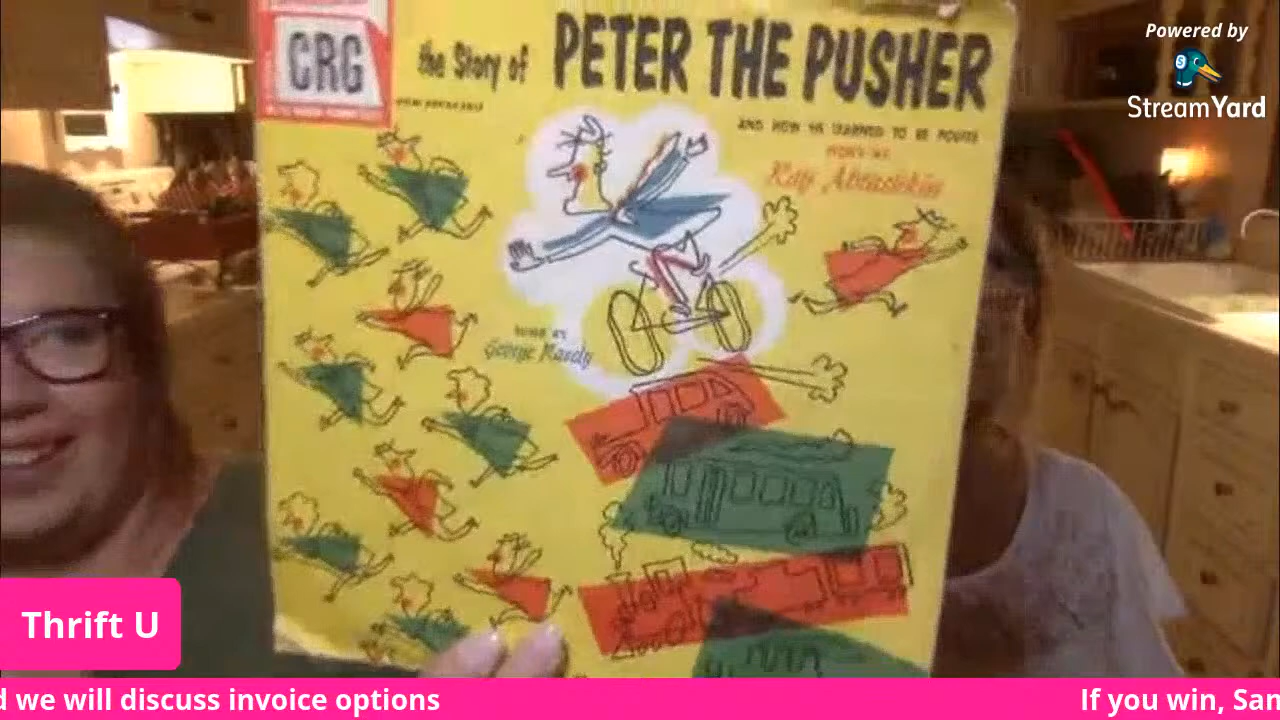 CRG
the Story of PETER THE PUSHER
AND HOW HE LEARNED TO BE POLITE
Powered by
StreamYard
Thrift U
d we will discuss invoice options
If you win, San